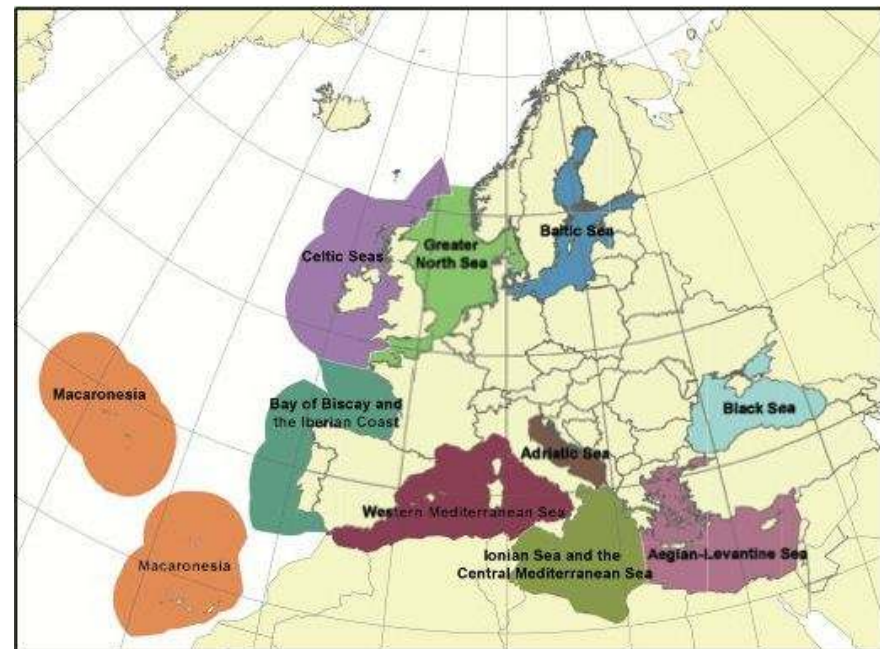 Celtic Seas
Greater
North Sea
Baltic Sea
Macaronesia
Bay of Biscay and
the Iberian Coast
Black Sea
Adriatic Sea
Western Mediterranean Sea
Macaronesia
Ionian Sea and the
Central Mediterranean Sea
Aegian-Levantine Sea